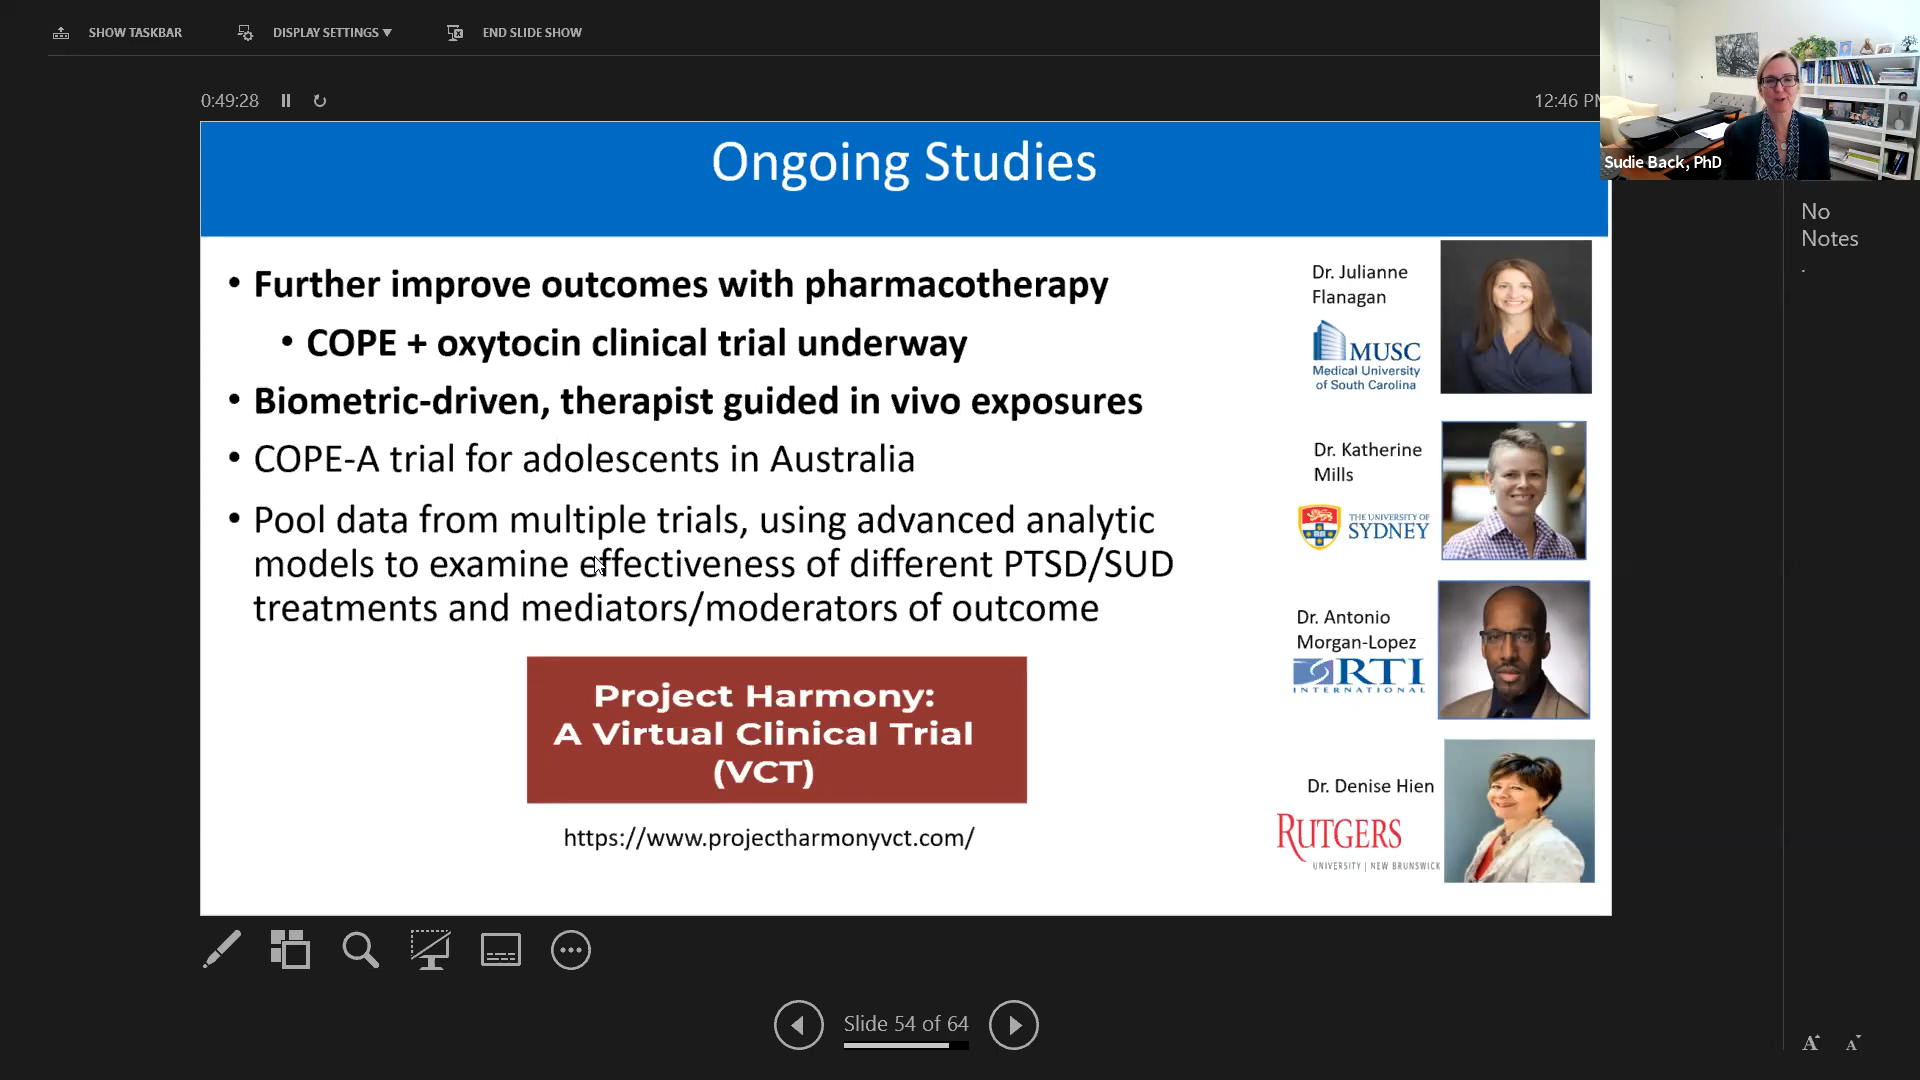 SHOW TASKBAR
DISPLAY SETTINGS ▼
END SLIDE SHOW
0:49:28
12:46 P
Sudie Back, PhD
No
Notes
.
Ongoing Studies
• Further improve outcomes with pharmacotherapy
• COPE + oxytocin clinical trial underway
• Biometric-driven, therapist guided in vivo exposures
• COPE-A trial for adolescents in Australia
• Pool data from multiple trials, using advanced analytic
models to examine effectiveness of different PTSD/SUD
treatments and mediators/moderators of outcome
Project Harmony:
A Virtual Clinical Trial
(VCT)
https://www.projectharmonyvct.com/
Dr. Julianne
Flanagan
MUSC
Medical University
of South Carolina
Dr. Katherine
Mills
THE UNIVERSITY OF
SYDNEY
Dr. Antonio
Morgan-Lopez
RTI
INTERNATIONAL
Dr. Denise Hien
RUTGERS
UNIVERSITY | NEW BRUNSWICK
Slide 54 of 64
A A